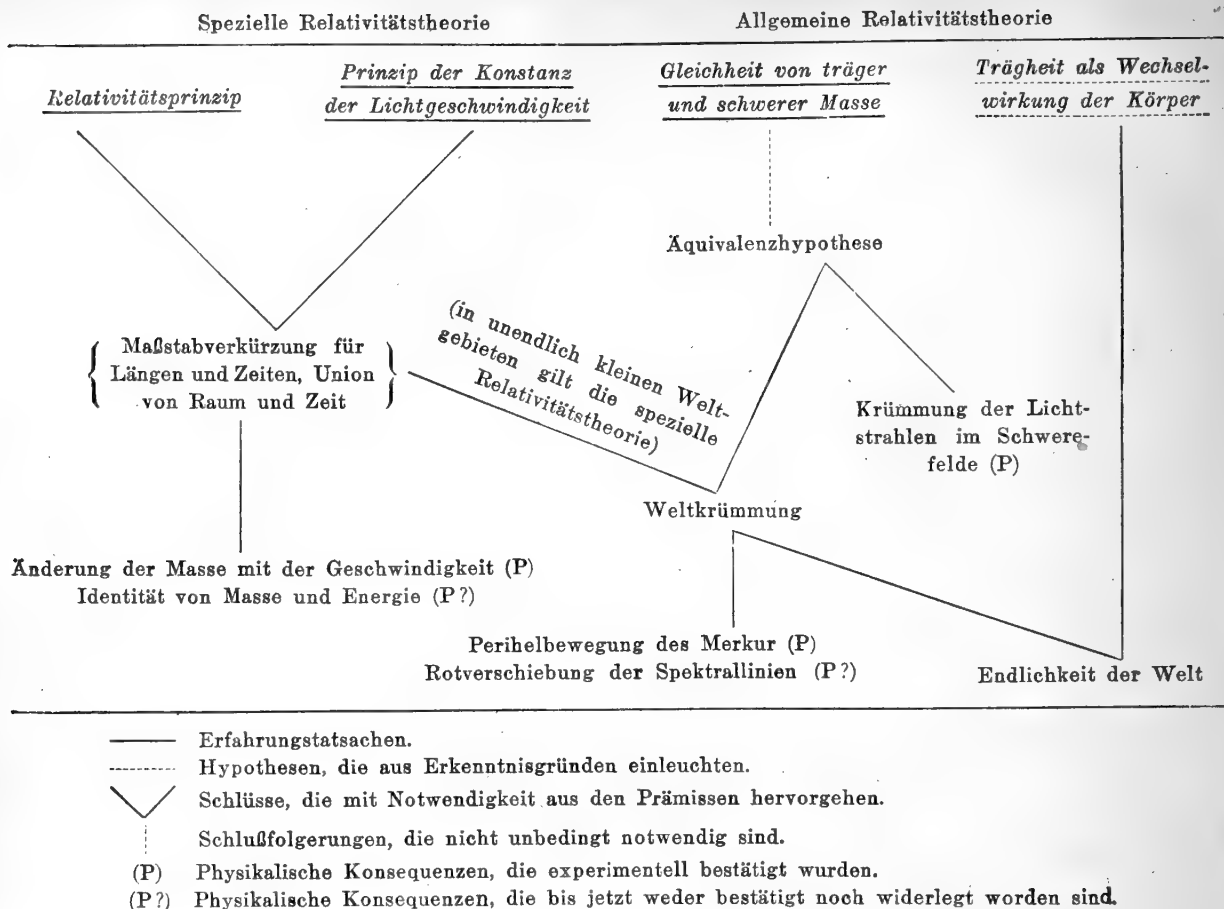 Spezielle Relativitätstheorie
Allgemeine Relativitätstheorie
Relativitätsprinzip
Prinzip der Konstanz
der Lichtgeschwindigkeit
Gleichheit von träger
und schwerer Masse
Trägheit als Wechsel-
wirkung der Körper
Äquivalenzhypothese
(in unendlich kleinen Welt-
gebieten gilt die spezielle
Relativitätstheorie)
Maßstabverkürzung für
Längen und Zeiten, Union
von Raum und Zeit
Krümmung der Licht-
strahlen im Schwere-
felde (P)
Weltkrümmung
Änderung der Masse mit der Geschwindigkeit (P)
Identität von Masse und Energie (P?)
Perihelbewegung des Merkur (P)
Rotverschiebung der Spektrallinien (P?)
Endlichkeit der Welt
Erfahrungstatsachen.
Hypothesen, die aus Erkenntnisgründen einleuchten.
Schlüsse, die mit Notwendigkeit aus den Prämissen hervorgehen.
Schlußfolgerungen, die nicht unbedingt notwendig sind.
(P) Physikalische Konsequenzen, die experimentell bestätigt wurden.
(P?) Physikalische Konsequenzen, die bis jetzt weder bestätigt noch widerlegt worden sind.